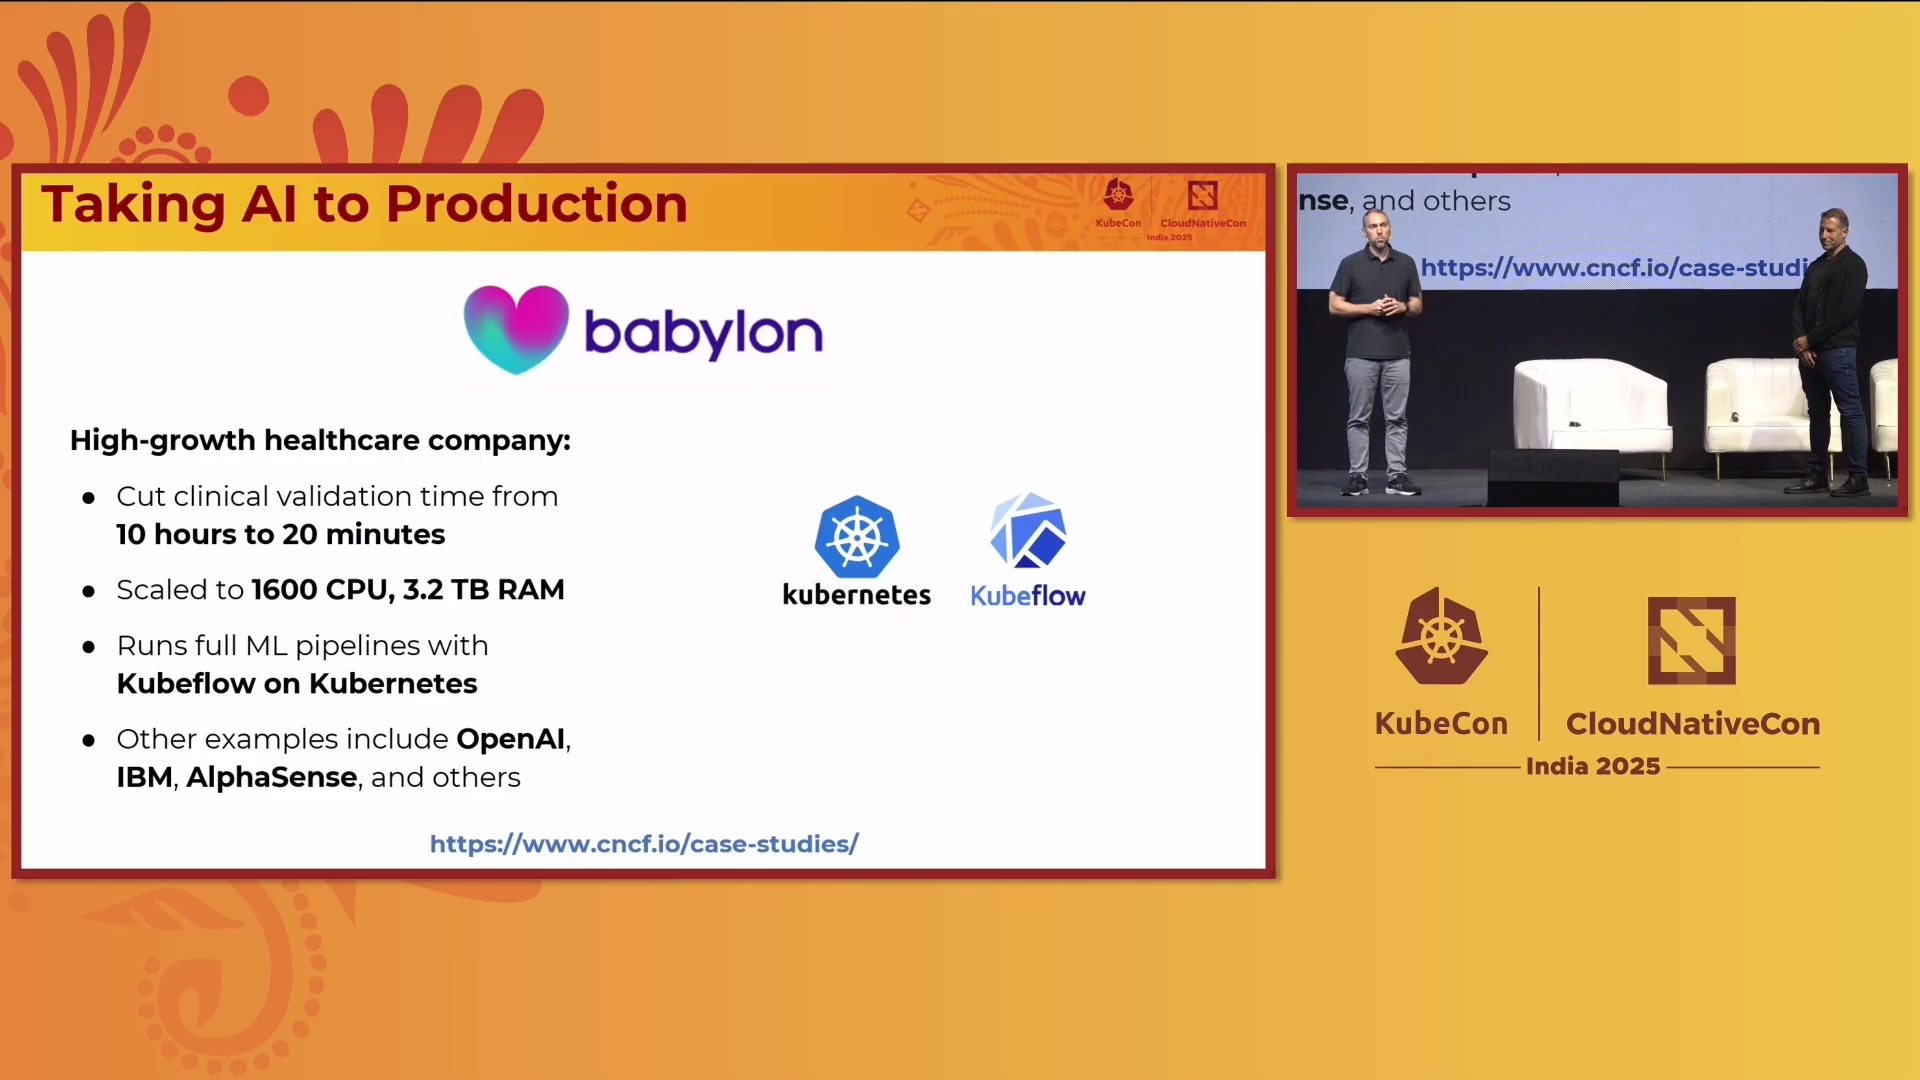 Taking AI to Production
KubeCon
CloudNativeCon
India 2025
babylon
High-growth healthcare company:
● Cut clinical validation time from
10 hours to 20 minutes
● Scaled to 1600 CPU, 3.2 TB RAM
● Runs full ML pipelines with
Kubeflow on Kubernetes
● Other examples include OpenAI,
IBM, AlphaSense, and others
kubernetes
Kubeflow
https://www.cncf.io/case-studies/
nse, and others
https://www.cncf.io/case-studi
KubeCon
CloudNativeCon
India 2025